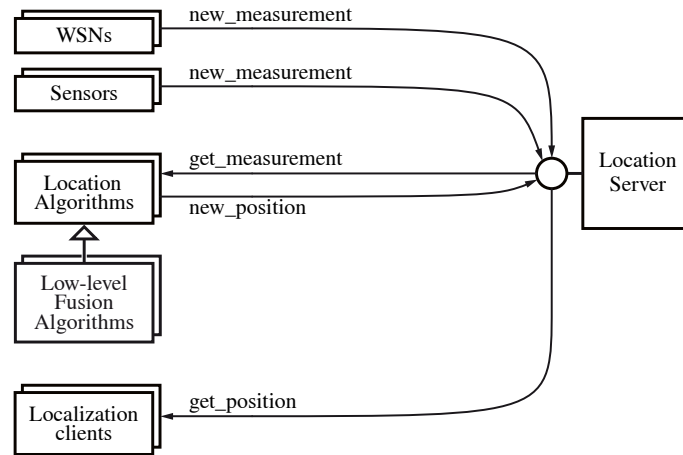 WSNs
new_measurement
Sensors
new_measurement
Location
Algorithms
get_measurement
new_position
Location
Server
Low-level
Fusion
Algorithms
Localization
clients
get_position